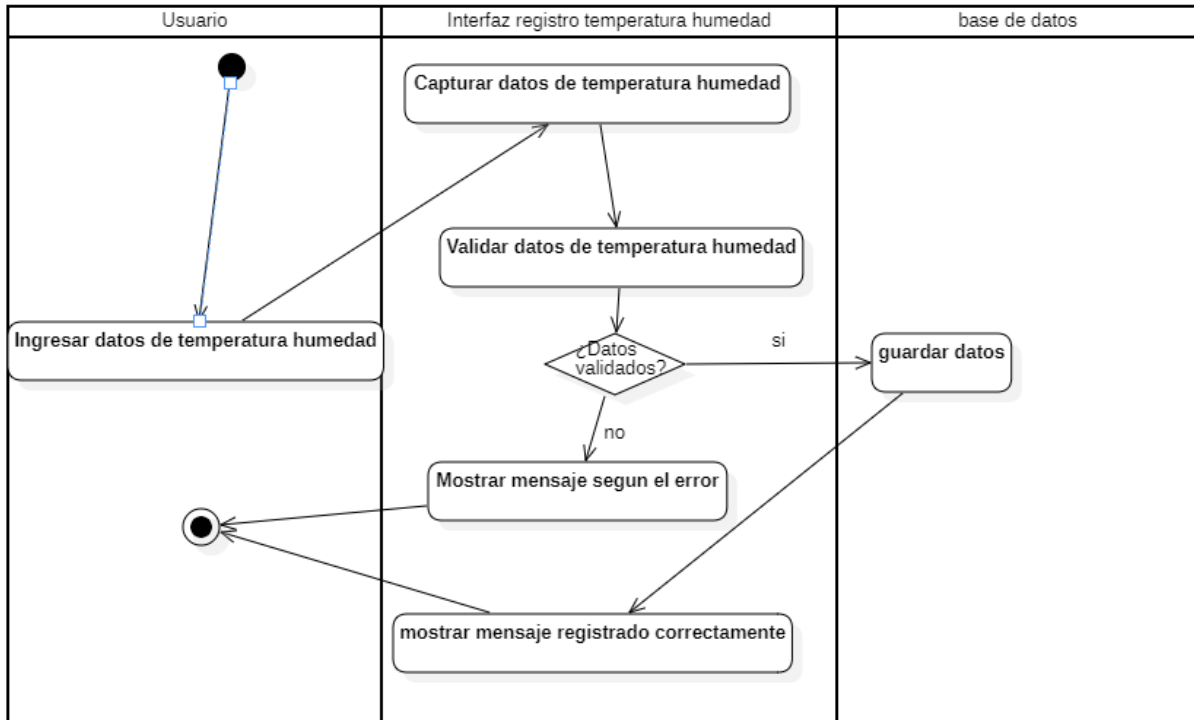 Usuario
Interfaz registro temperatura humedad
base de datos
Capturar datos de temperatura humedad
Validar datos de temperatura humedad
Ingresar datos de temperatura humedad
¿Datos
validados?
si
guardar datos
no
Mostrar mensaje segun el error
mostrar mensaje registrado correctamente